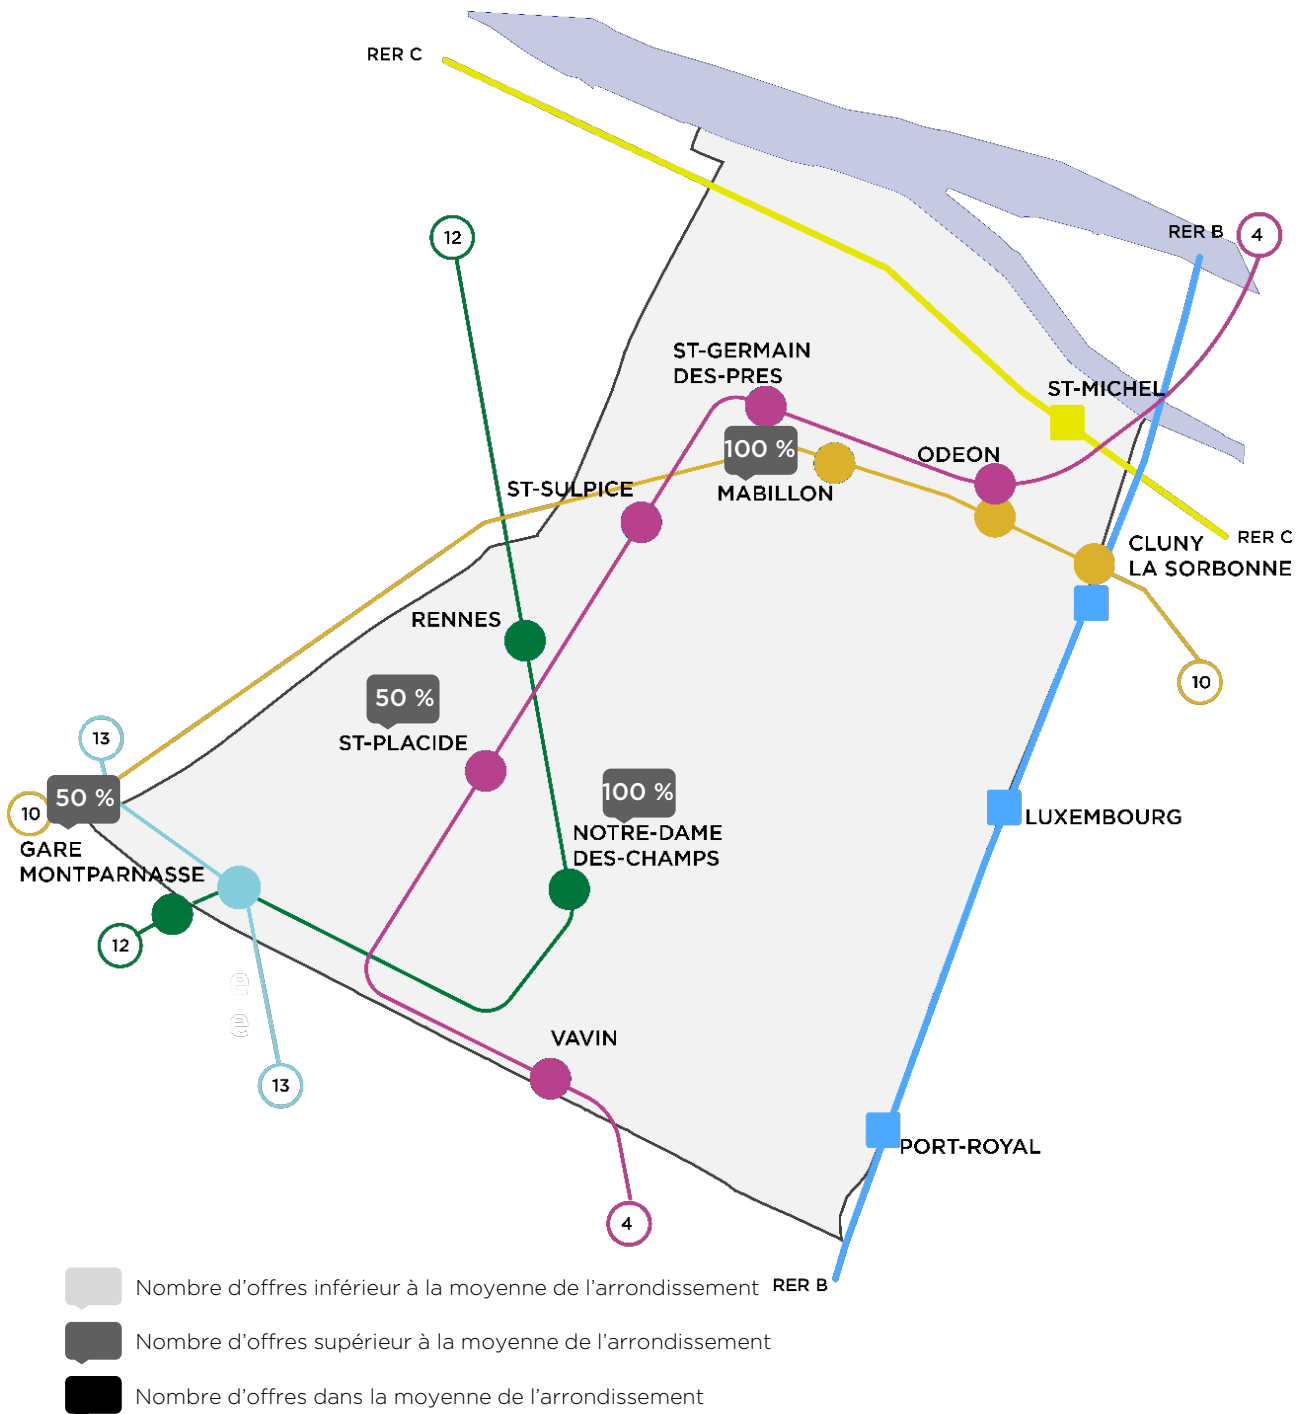 RER C
12
RER B
4
ST-GERMAIN
DES-PRES
ST-MICHEL
100 %
ODEON
ST-SULPICE
MABILLON
RER C
CLUNY
LA SORBONNE
RENNES
10
50 %
13
ST-PLACIDE
100 %
50 %
10
NOTRE-DAME
DES-CHAMPS
LUXEMBOURG
GARE
MONTPARNASSE
12
e
e
VAVIN
13
PORT-ROYAL
4
RER B
Nombre d'offres inférieur à la moyenne de l'arrondissement
Nombre d'offres supérieur à la moyenne de l'arrondissement
Nombre d'offres dans la moyenne de l'arrondissement